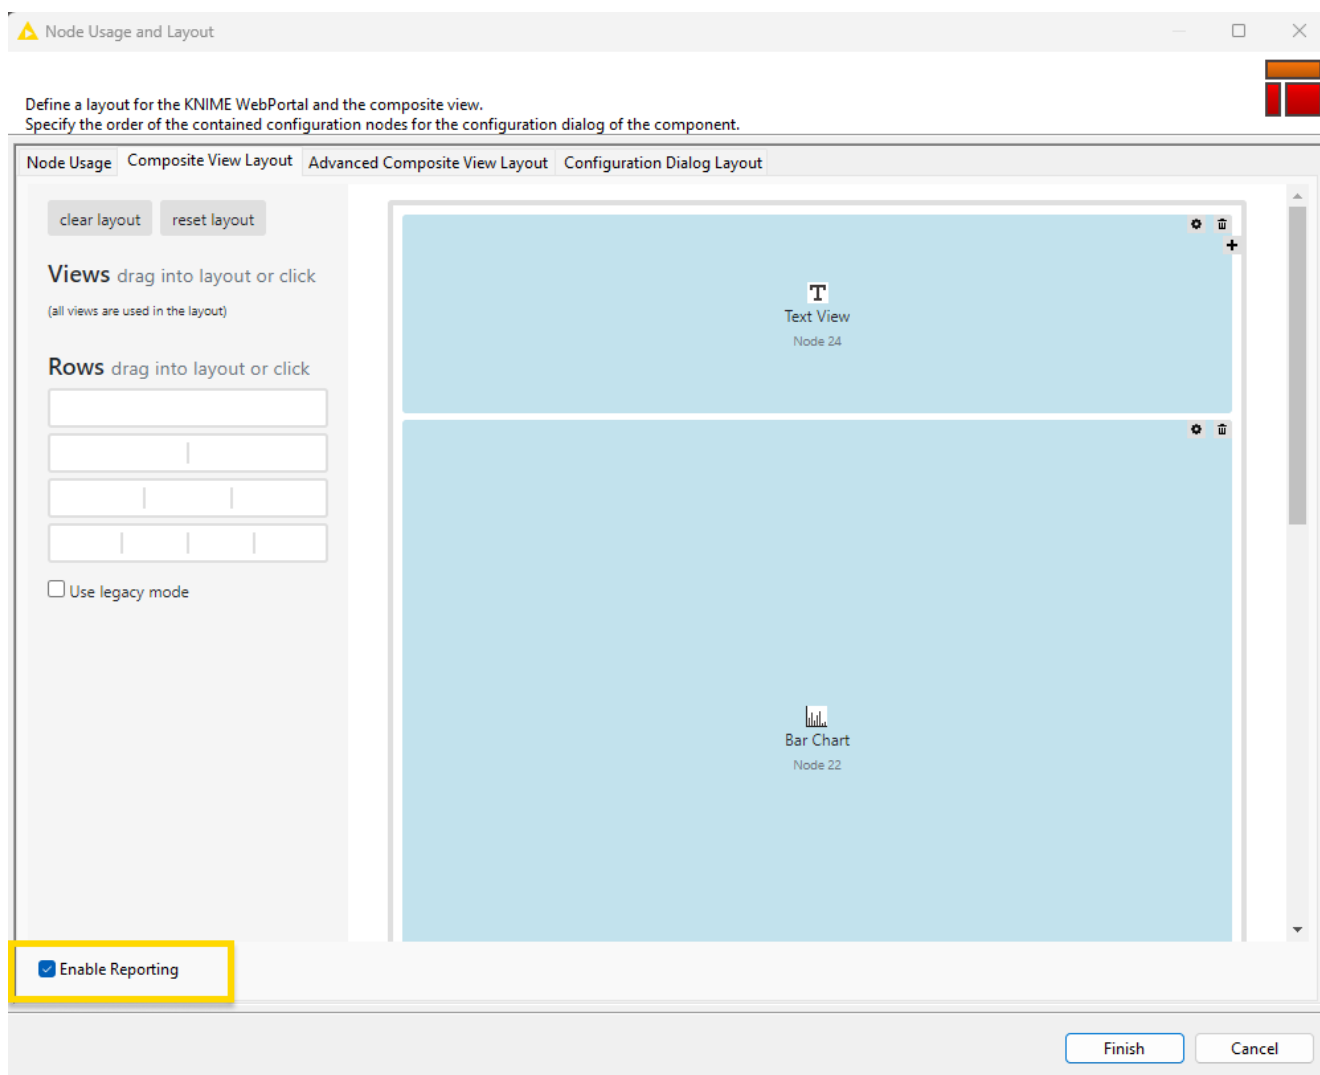 Node Usage and Layout
Define a layout for the KNIME WebPortal and the composite view.
Specify the order of the contained configuration nodes for the configuration dialog of the component.
Node Usage Composite View Layout Advanced Composite View Layout Configuration Dialog Layout
clear layout reset layout
Views drag into layout or click
(all views are used in the layout)
Rows drag into layout or click
Use legacy mode
T
Text View
Node 24
Bar Chart
Node 22
Enable Reporting
Finish Cancel